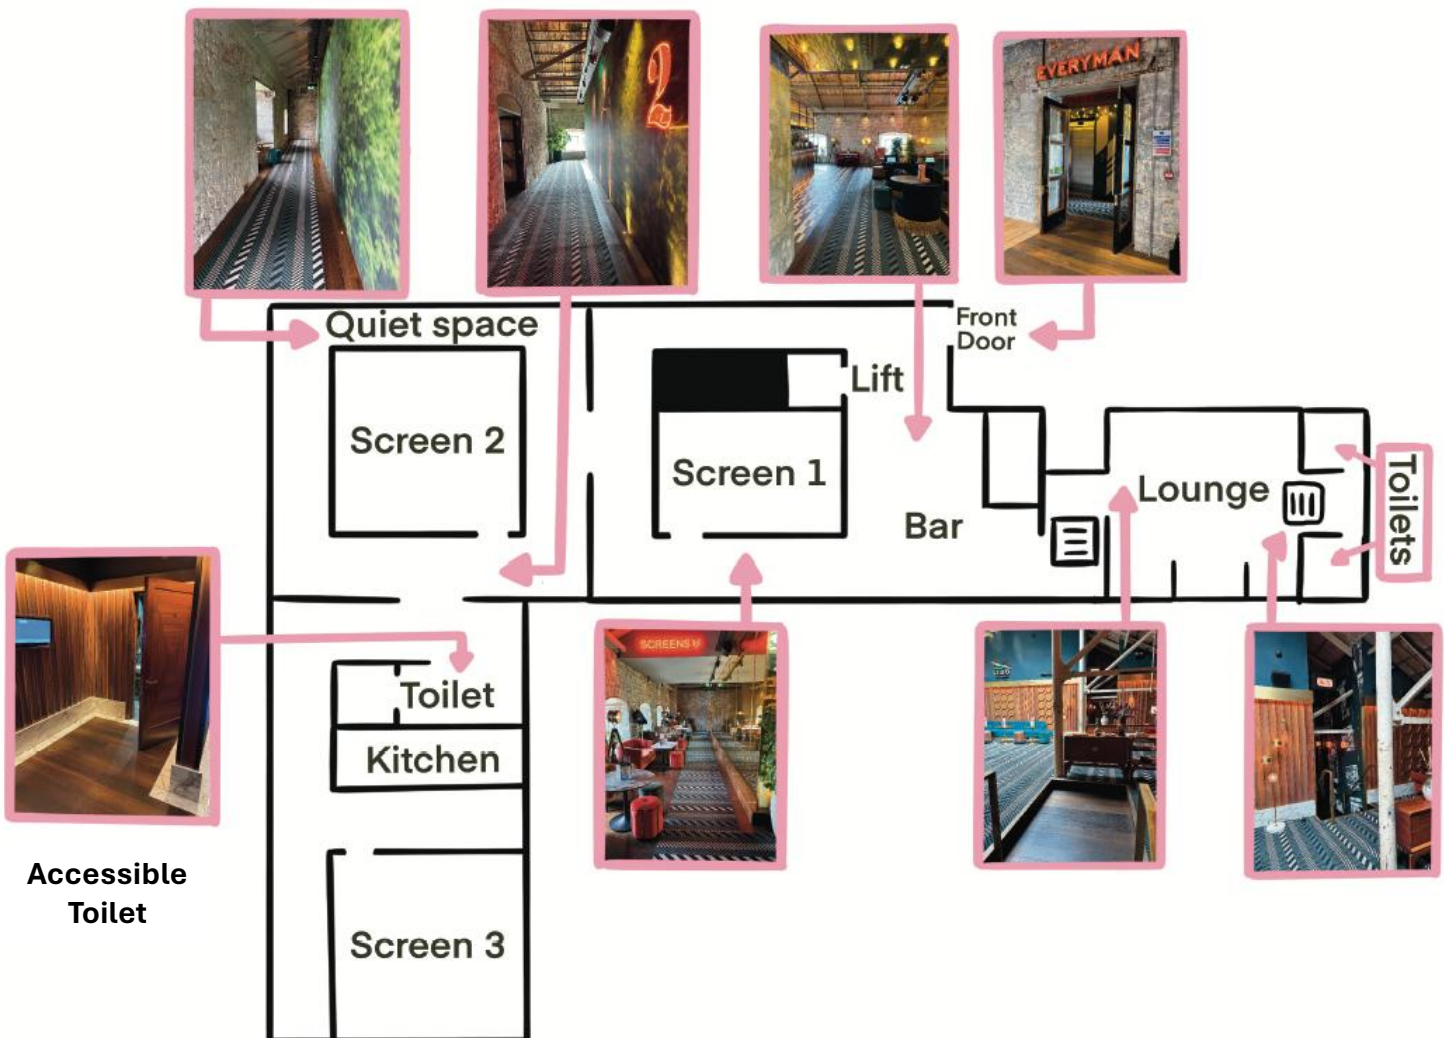 2
EVERYMAN
Front
Door
Quiet space
Lift
Screen 2
Screen 1
Lounge
Toilets
Bar
Toilet
Kitchen
Accessible
Toilet
Screen 3